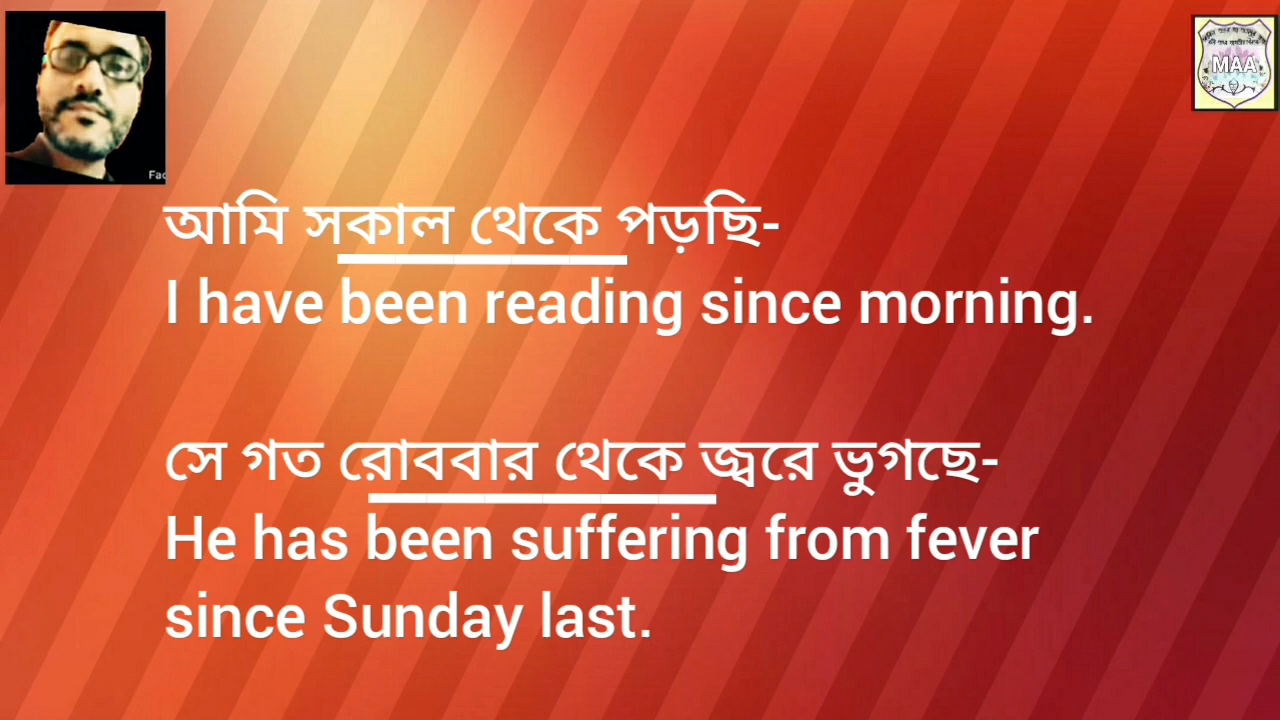 MAA
আমি সকাল থেকে পড়ছি-
I have been reading since morning.
সে গত রোববার থেকে জ্বরে ভুগছে-
He has been suffering from fever
since Sunday last.